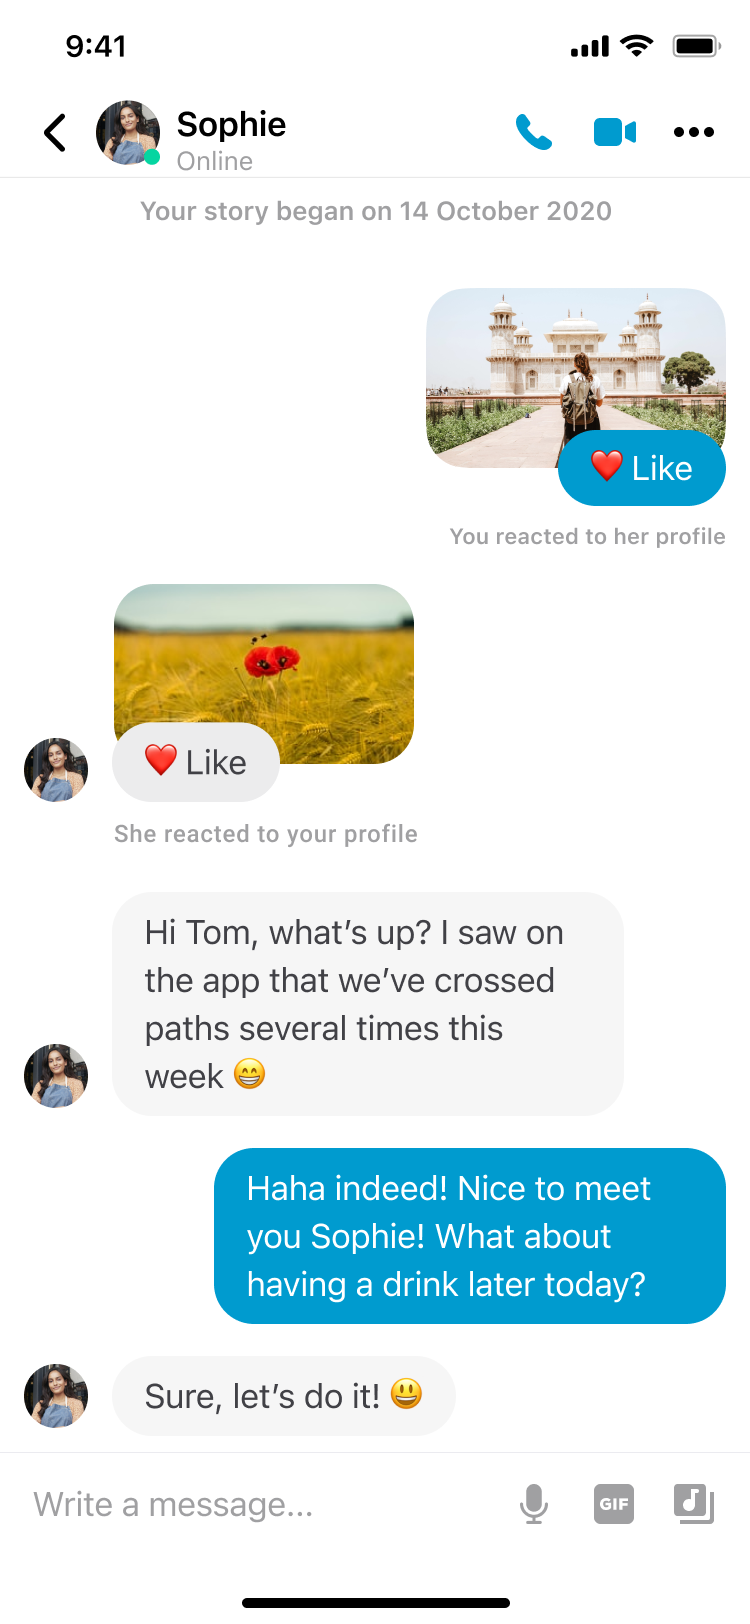 9:41
Sophie
Online
Your story began on 14 October 2020
❤️ Like
You reacted to her profile
❤️ Like
She reacted to your profile
Hi Tom, what’s up? I saw on
the app that we’ve crossed
paths several times this
week 😁
Haha indeed! Nice to meet
you Sophie! What about
having a drink later today?
Sure, let’s do it! 😃
Write a message...
GIF